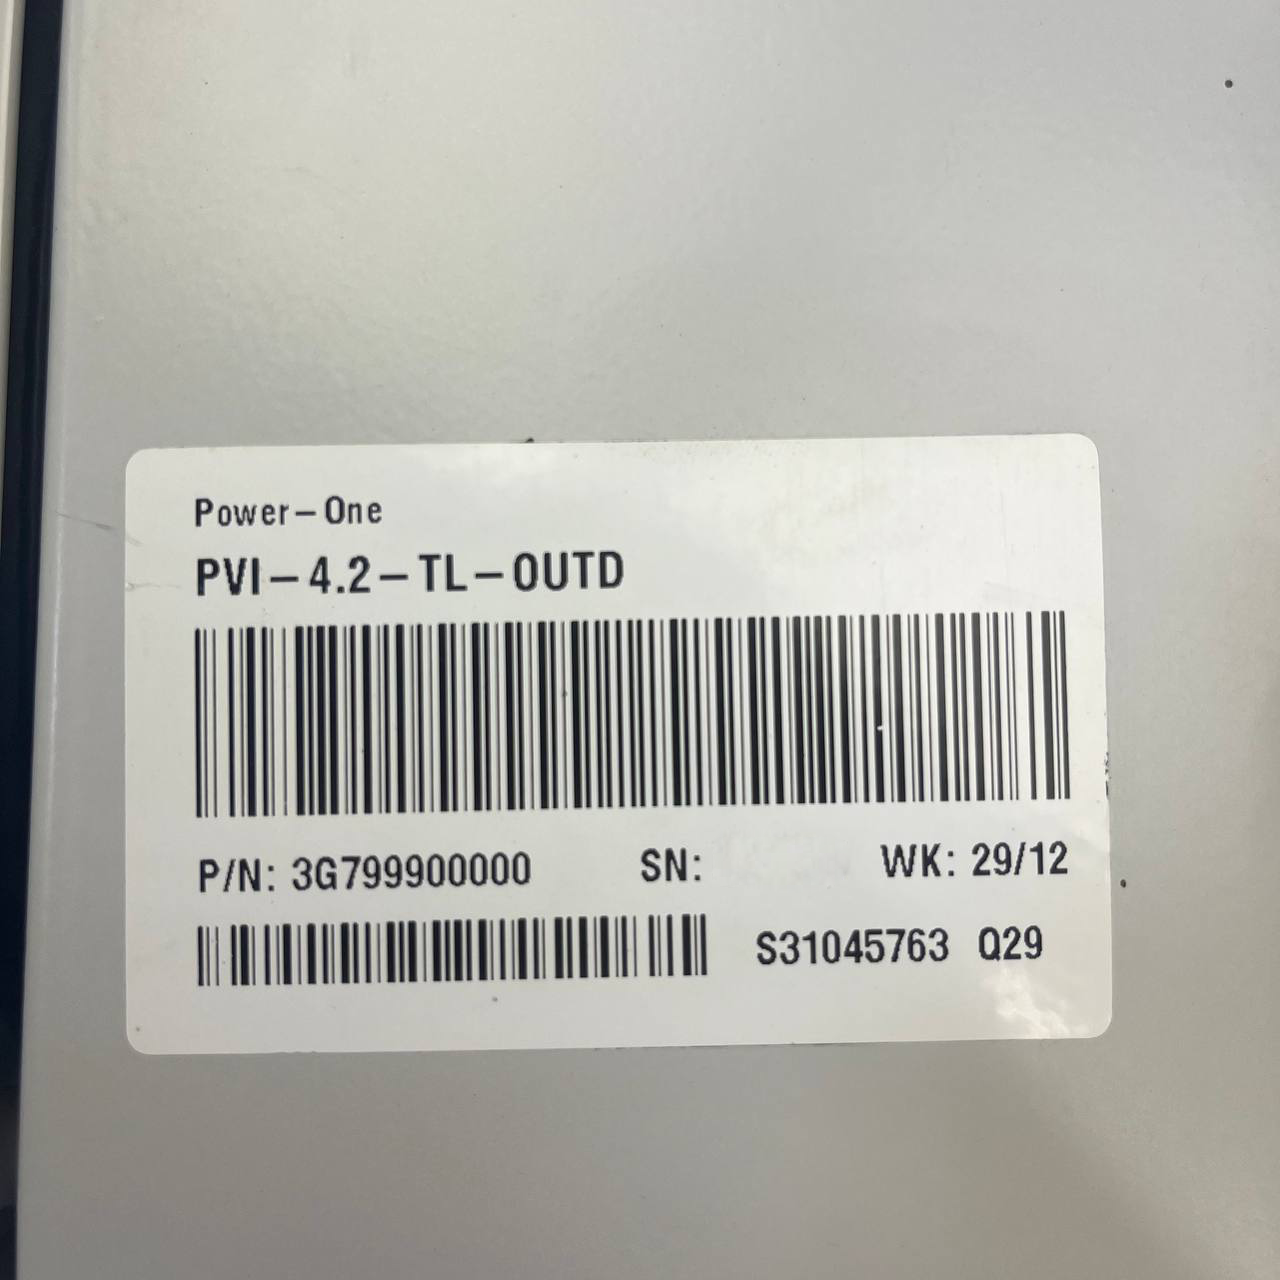 Power-One
PVI-4.2-TL-OUTD
P/N: 3G799900000 SN: WK: 29/12
S31045763 Q29